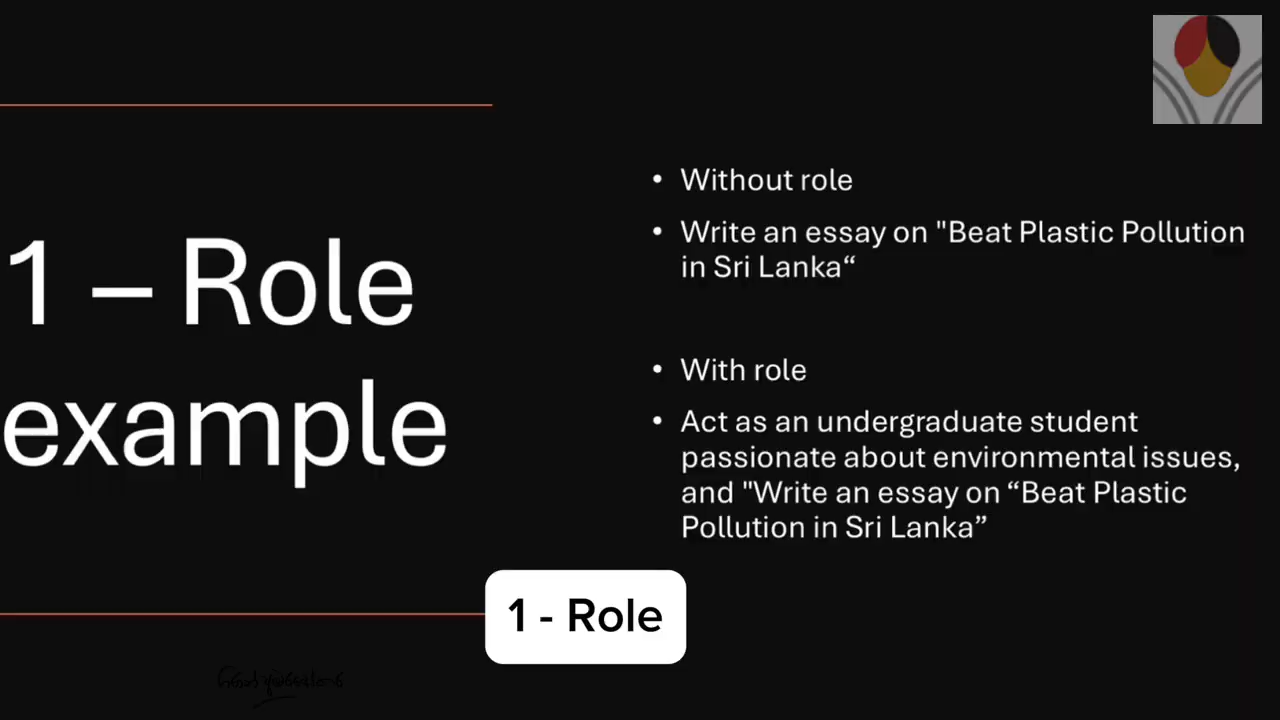 1 – Role
example
• Without role
• Write an essay on "Beat Plastic Pollution
in Sri Lanka“
• With role
• Act as an undergraduate student
passionate about environmental issues,
and "Write an essay on “Beat Plastic
Pollution in Sri Lanka”
1 - Role